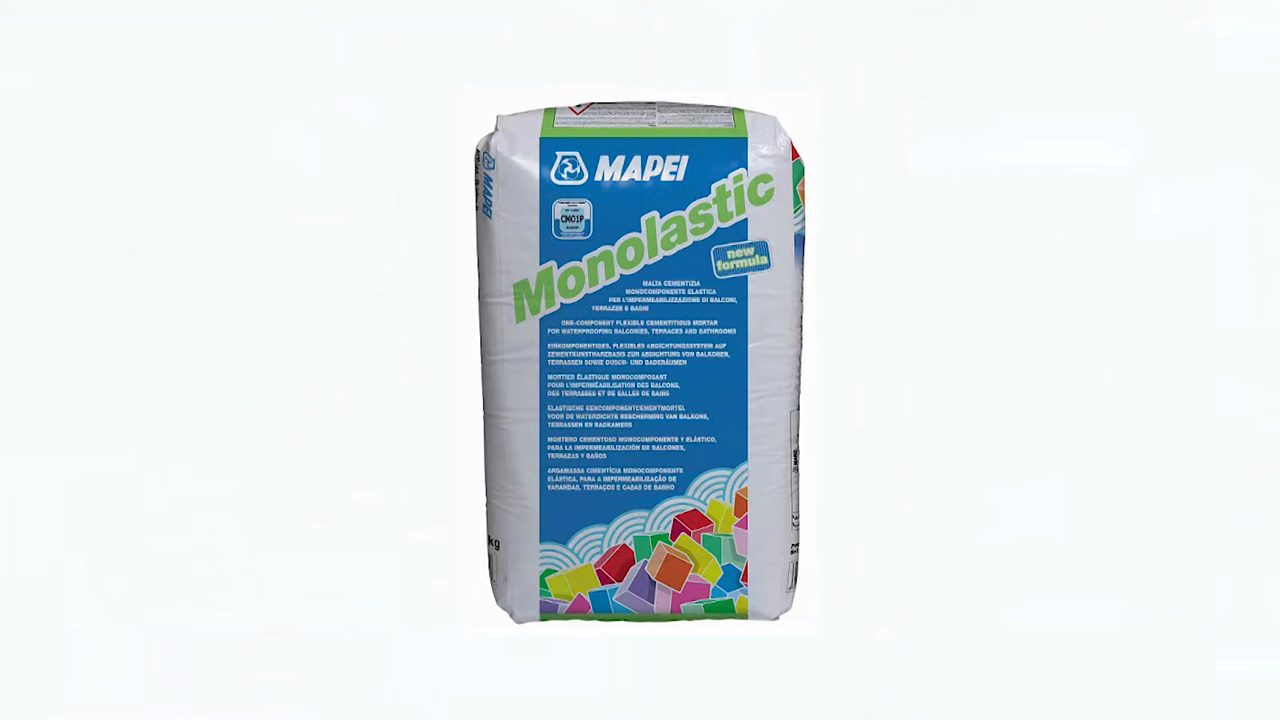 MAPEI
MAPEI
CM01P
Monolastic
new
formula
MALTA CEMENTIZIA
MONOCOMPONENTE ELASTICA
PER L'IMPERMEABILIZZAZIONE DI BALCONI,
TERRAZZE E BAGNI
ONE-COMPONENT FLEXIBLE CEMENTITIOUS MORTAR
FOR WATERPROOFING BALCONIES, TERRACES AND BATHROOMS
EINKOMPONENTIGES, FLEXIBLES ABDICHTUNGSSYSTEM AUF
ZEMENTKUNSTHARZBASIS ZUR ABDICHTUNG VON BALKONEN,
TERRASSEN SOWIE DUSCH- UND BADERÄUMEN
MORTIER ÉLASTIQUE MONOCOMPOSANT
POUR L'IMPERMÉABILISATION DES BALCONS,
DES TERRASSES ET DE SALLES DE BAINS
ELASTISCHE EENCOMPONENTCEMENTMORTEL
VOOR DE WATERDICHTE BESCHERMING VAN BALKONS,
TERRASSEN EN BADKAMERS
MORTERO CEMENTOSO MONOCOMPONENTE Y ELÁSTICO,
PARA LA IMPERMEABILIZACIÓN DE BALCONES,
TERRAZAS Y BAÑOS
ARGAMASSA CIMENTÍCIA MONOCOMPONENTE
ELÁSTICA, PARA A IMPERMEABILIZAÇÃO DE
VARANDAS, TERRAÇOS E CASAS DE BANHO
kg
MAPEI